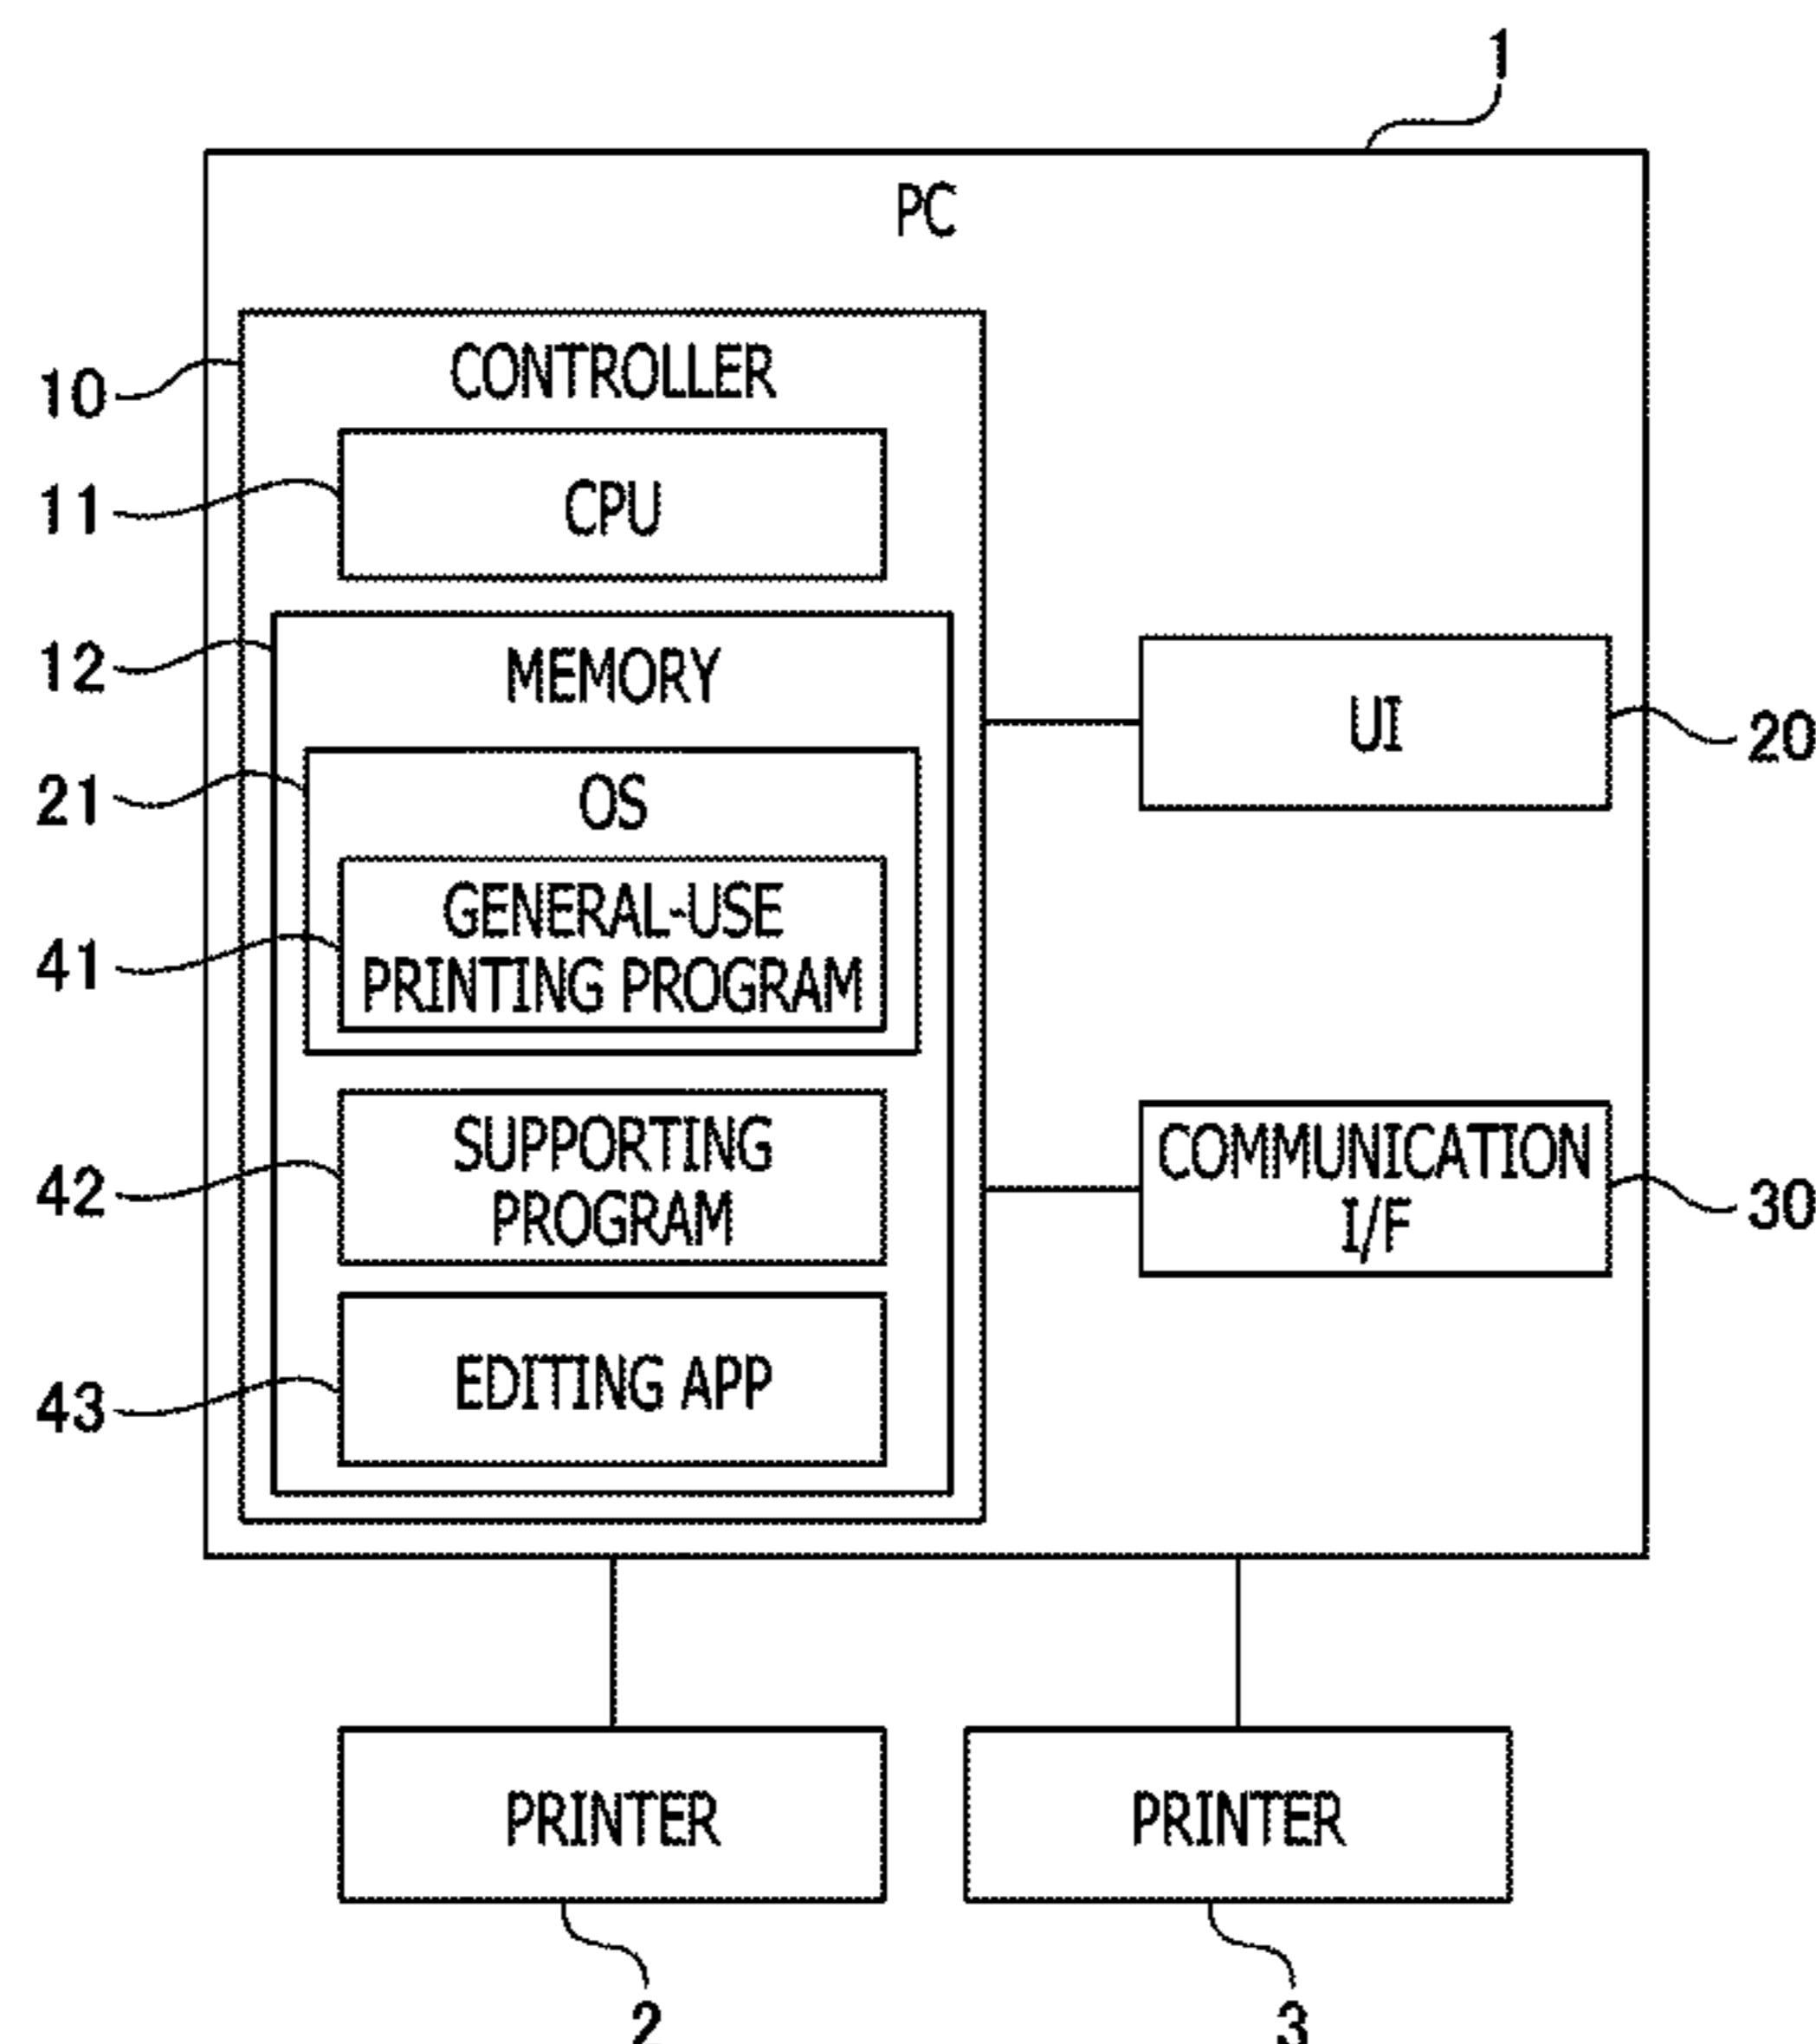 1
PC
10
CONTROLLER
11
CPU
12
MEMORY
UI
20
21
OS
41
GENERAL-USE
PRINTING PROGRAM
42
SUPPORTING
PROGRAM
COMMUNICATION
I/F
30
43
EDITING APP
PRINTER
PRINTER
2
3